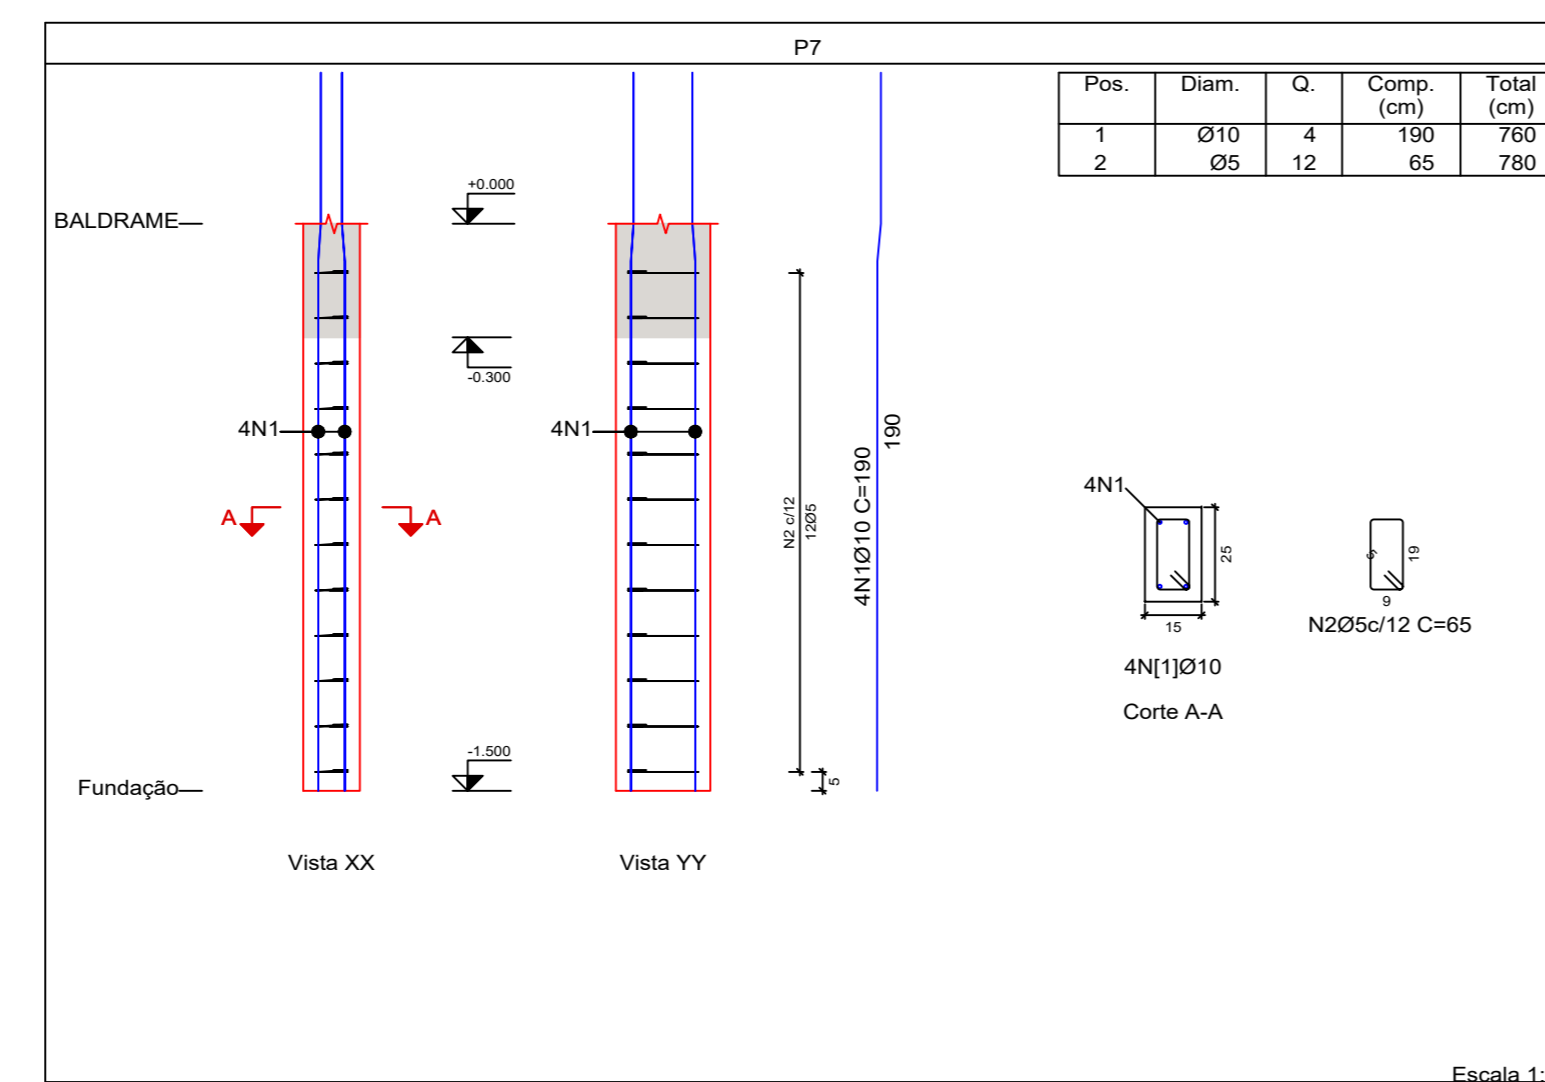 P7
Pos. Diam. Q. Comp. (cm) Total (cm)
1 Ø10 4 190 760
2 Ø5 12 65 780
+0.000
BALDRAME
-0.300
4N1
4N1
A A
N2 c/12
12Ø5
4N1Ø10 C=190
190
4N1
25
15
4N[1]Ø10
Corte A-A
5
19
9
N2Ø5c/12 C=65
-1.500
Fundação
5
Vista XX
Vista YY
Escala 1: